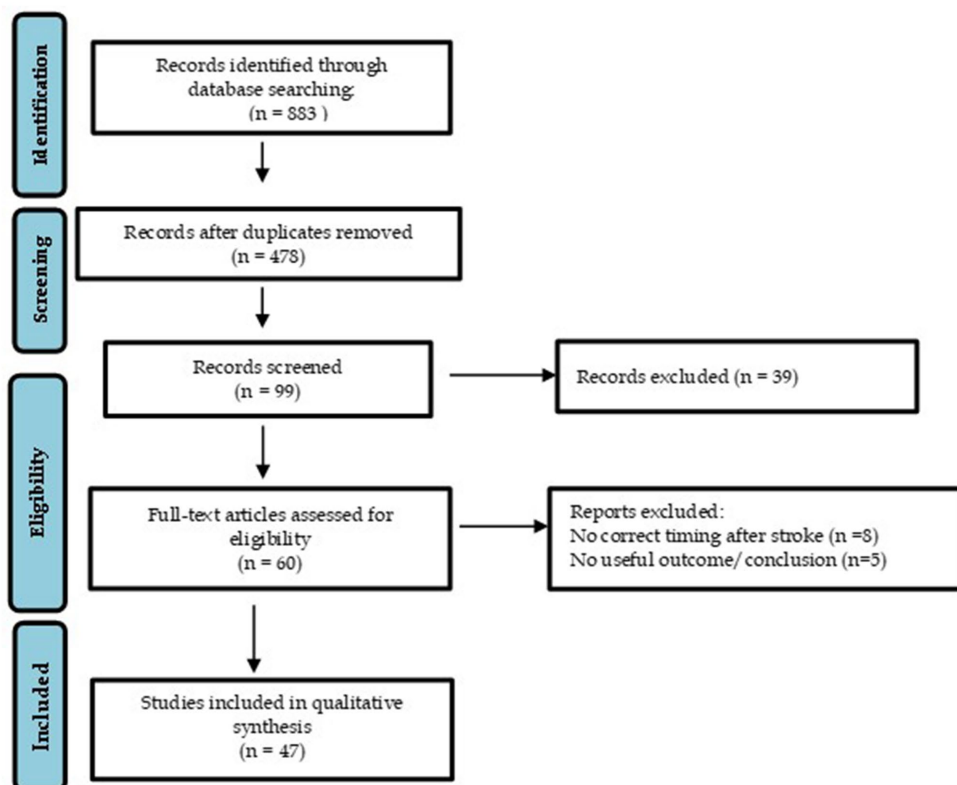 Identification
Records identified through
database searching:
(n = 883 )
Screening
Records after duplicates removed
(n = 478)
Records screened
(n = 99)
Records excluded (n = 39)
Eligibility
Full-text articles assessed for
eligibility
(n = 60)
Reports excluded:
No correct timing after stroke (n =8)
No useful outcome/ conclusion (n=5)
Included
Studies included in qualitative
synthesis
(n = 47)